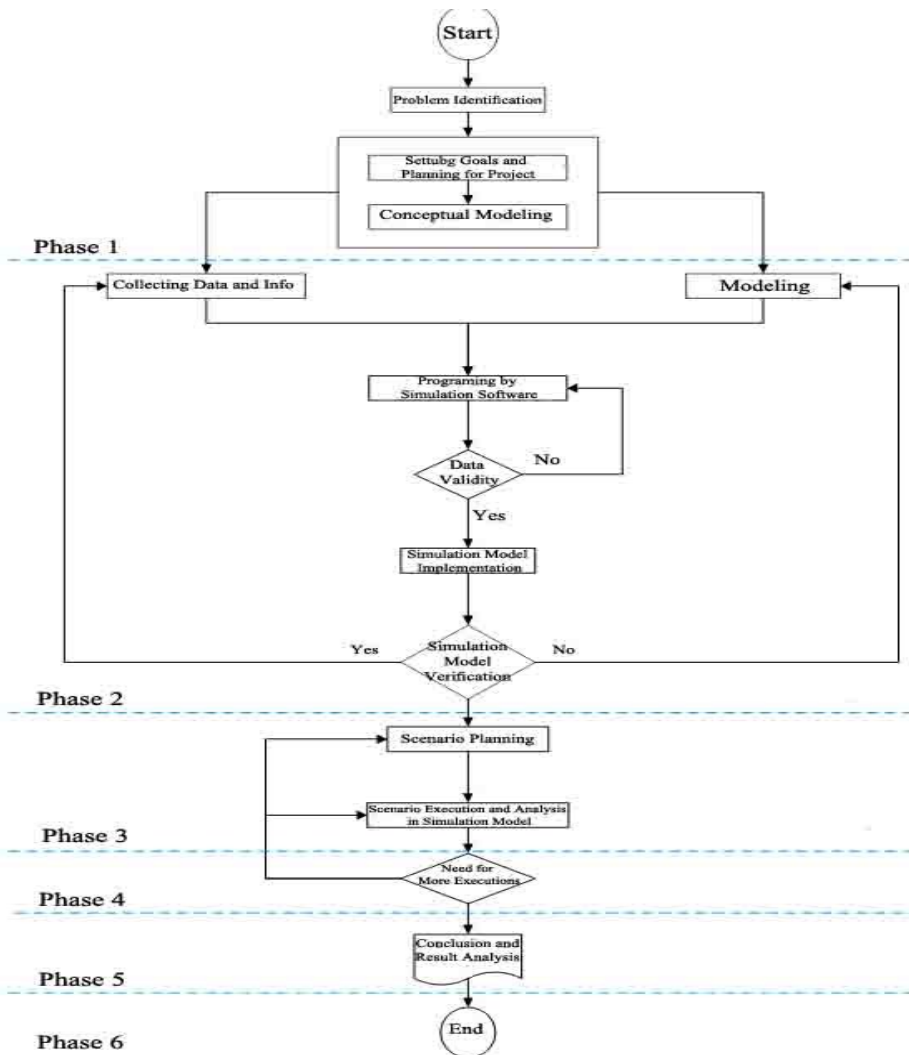 Start
Problem Identification
Settubg Goals and
Planning for Project
Conceptual Modeling
Phase 1
Collecting Data and Info
Modeling
Programing by
Simulation Software
Data
Validity
No
Yes
Simulation Model
Implementation
Yes
Simulation
Model
Verification
No
Phase 2
Scenario Planning
Scenario Execution and Analysis
in Simulation Model
Phase 3
Need for
More Executions
Phase 4
Conclusion and
Result Analysis
Phase 5
End
Phase 6